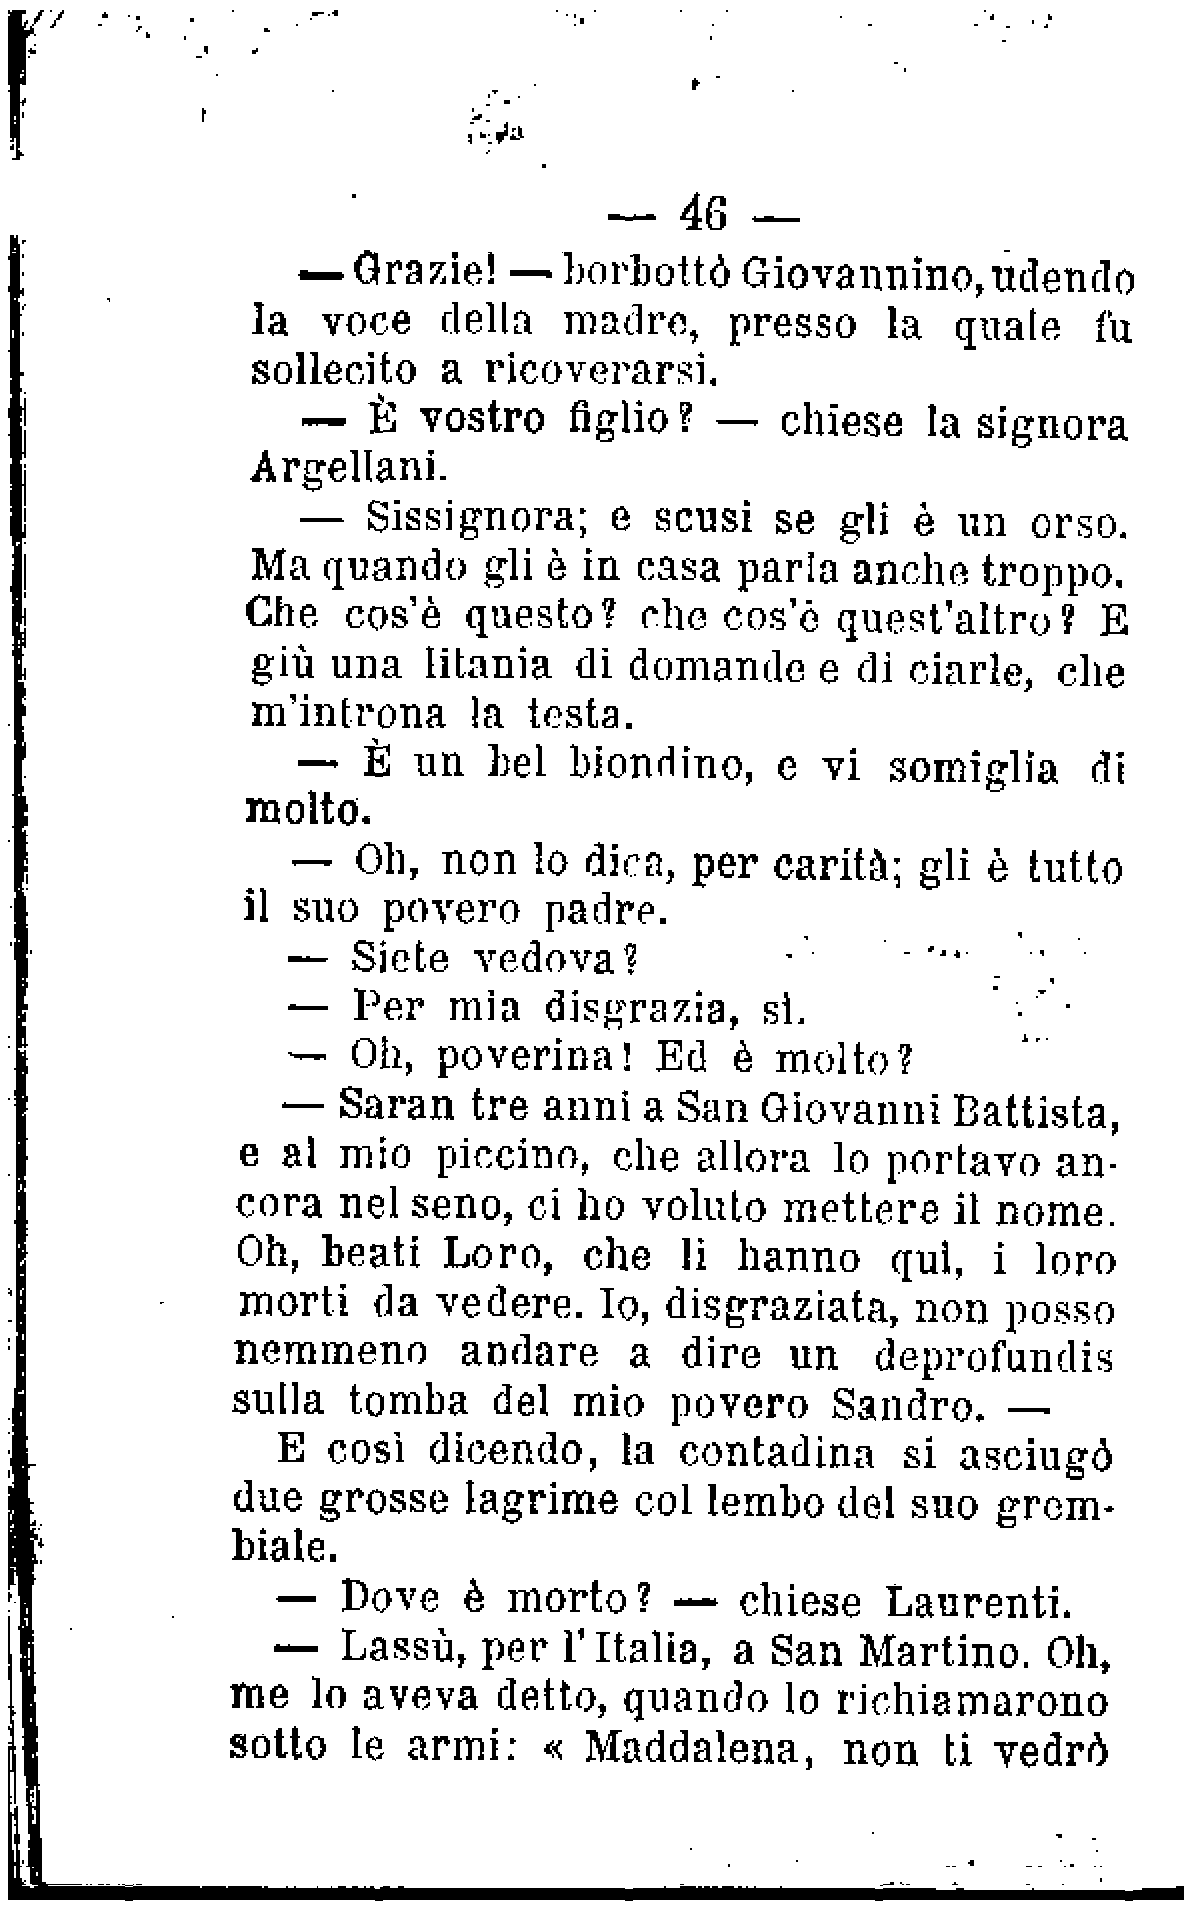 — 46 —
— Grazie! — borbottò Giovannino, udendo
la voce della madre, presso la quale fu
sollecito a ricoverarsi.
— È vostro figlio? — chiese la signora
Argellani.
— Sissignora; e scusi se gli è un orso.
Ma quando gli è in casa parla anche troppo.
Che cos'è questo? che cos'è quest'altro? E
giù una litania di domande e di ciarle, che
m'introna la testa.
— È un bel biondino, e vi somiglia di
molto.
— Oh, non lo dica, per carità; gli è tutto
il suo povero padre.
— Siete vedova?
— Per mia disgrazia, sì.
— Oh, poverina! Ed è molto?
— Saran tre anni a San Giovanni Battista,
e al mio piccino, che allora lo portavo an-
cora nel seno, ci ho voluto mettere il nome.
Oh, beati Loro, che li hanno quì, i loro
morti da vedere. Io, disgraziata, non posso
nemmeno andare a dire un deprofundis
sulla tomba del mio povero Sandro. —
E così dicendo, la contadina si asciugò
due grosse lagrime col lembo del suo grem-
biale.
— Dove è morto? — chiese Laurenti.
— Lassù, per l'Italia, a San Martino. Oh,
me lo aveva detto, quando lo richiamarono
sotto le armi: « Maddalena, non ti vedrò